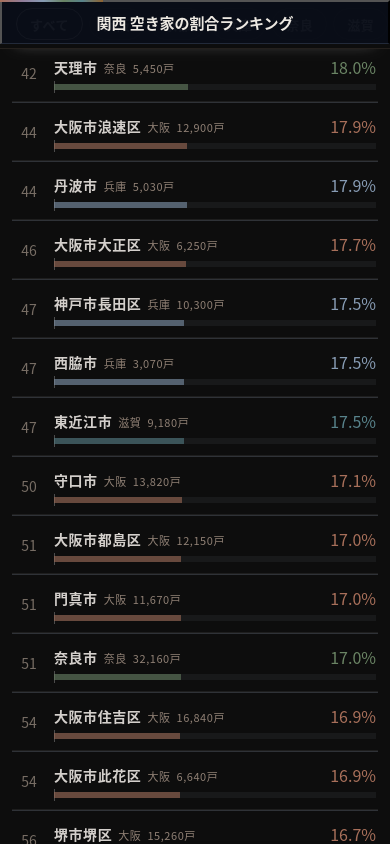 関西 空き家の割合ランキング
すべて
42 天理市 奈良 5,450戸 18.0%
44 大阪市浪速区 大阪 12,900戸 17.9%
44 丹波市 兵庫 5,030戸 17.9%
46 大阪市大正区 大阪 6,250戸 17.7%
47 神戸市長田区 兵庫 10,300戸 17.5%
47 西脇市 兵庫 3,070戸 17.5%
47 東近江市 滋賀 9,180戸 17.5%
50 守口市 大阪 13,820戸 17.1%
51 大阪市都島区 大阪 12,150戸 17.0%
51 門真市 大阪 11,670戸 17.0%
51 奈良市 奈良 32,160戸 17.0%
54 大阪市住吉区 大阪 16,840戸 16.9%
54 大阪市此花区 大阪 6,640戸 16.9%
56 堺市堺区 大阪 15,260戸 16.7%